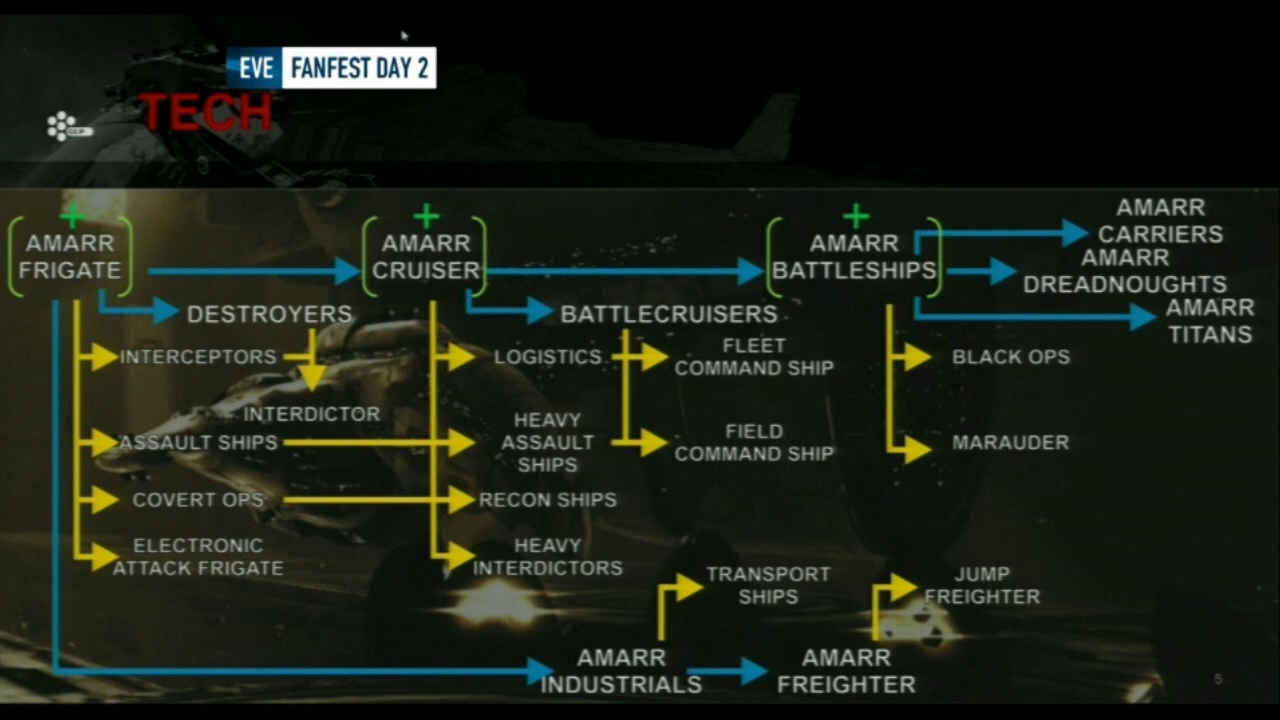 EVE FANFEST DAY 2
TECH
CCP
AMARR
FRIGATE
AMARR
CRUISER
AMARR
BATTLESHIPS
AMARR
CARRIERS
AMARR
DREADNOUGHTS
AMARR
TITANS
DESTROYERS
BATTLECRUISERS
INTERCEPTORS
LOGISTICS
FLEET
COMMAND SHIP
BLACK OPS
INTERDICTOR
ASSAULT SHIPS
HEAVY
ASSAULT
SHIPS
FIELD
COMMAND SHIP
MARAUDER
COVERT OPS
RECON SHIPS
ELECTRONIC
ATTACK FRIGATE
HEAVY
INTERDICTORS
TRANSPORT
SHIPS
JUMP
FREIGHTER
AMARR
INDUSTRIALS
AMARR
FREIGHTER
5